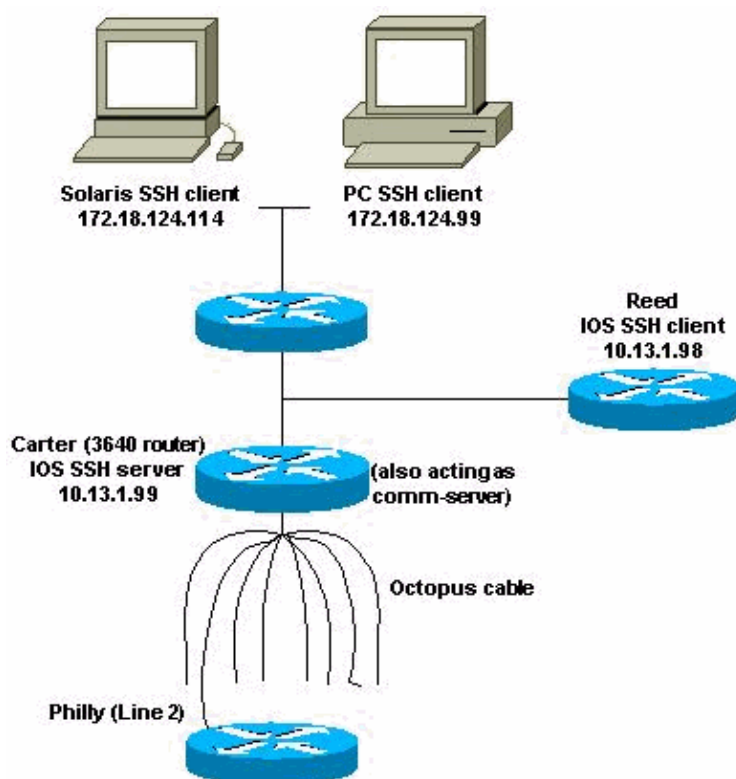 Solaris SSH client
172.18.124.114
PC SSH client
172.18.124.99
Reed
IOS SSH client
10.13.1.98
Carter (3640 router)
IOS SSH server
10.13.1.99
(also acting as
comm-server)
Octopus cable
Philly (Line 2)